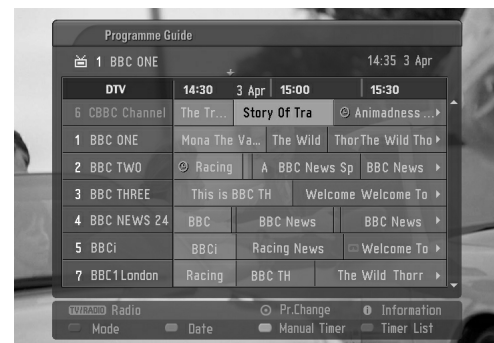 Programme Guide
1 BBC ONE 14:35 3 Apr
DTV 14:30 3 Apr 15:00 15:30
6 CBBC Channel The Tr... Story Of Tra Animadness ...
1 BBC ONE Mona The Va... The Wild Thor The Wild Tho
2 BBC TWO Racing A BBC News Sp BBC News
3 BBC THREE This is BBC TH Welcome Welcome To
4 BBC NEWS 24 BBC BBC News BBC News
5 BBCi BBCi Racing News Welcome To
7 BBC1 London Racing BBC TH The Wild Thorr
TV/RADIO Radio Pr.Change Information
Mode Date Manual Timer Timer List